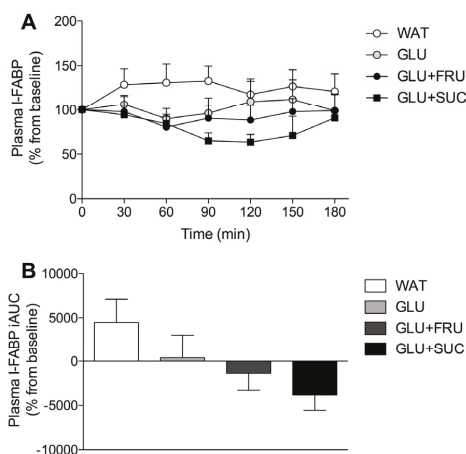 A
Plasma I-FABP
(% from baseline)
200
150
100
50
0
0 30 60 90 120 150 180
Time (min)
WAT
GLU
GLU+FRU
GLU+SUC
B
Plasma I-FABP iAUC
(% from baseline)
10000
5000
0
-5000
-10000
WAT
GLU
GLU+FRU
GLU+SUC